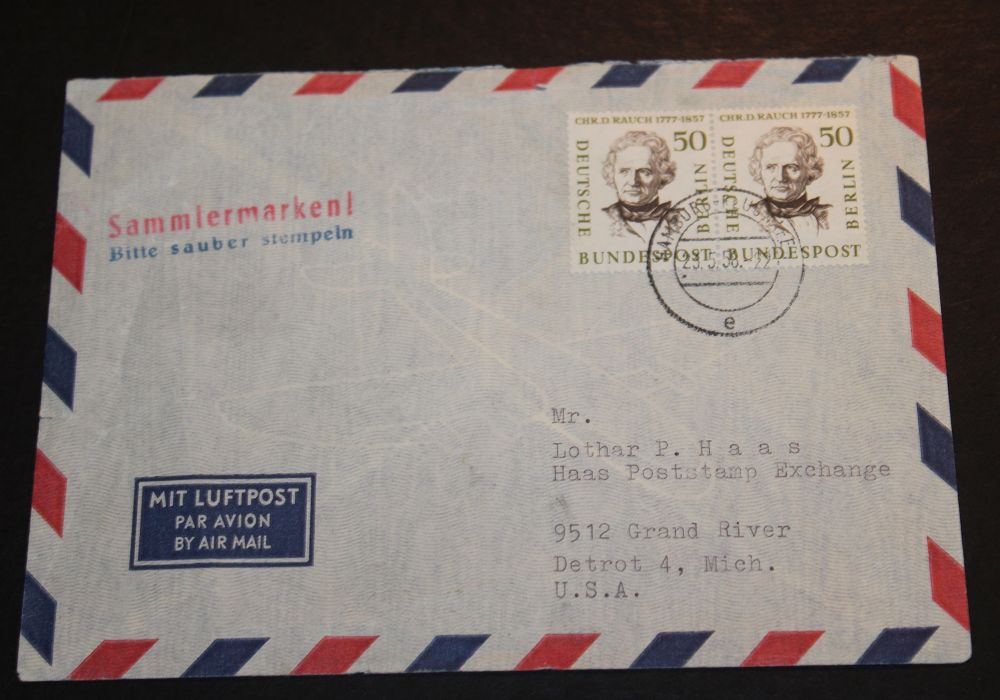 CHR.D.RAUCH 1777-1857
50
DEUTSCHE
BERLIN
BUNDESPOST
CHR.D.RAUCH 1777-1857
50
DEUTSCHE
BERLIN
BUNDESPOST
Sammlermarken!
Bitte sauber stempeln
e
Mr.
Lothar P. H a a s
Haas Poststamp Exchange
9512 Grand River
Detrot 4, Mich.
U.S.A.
MIT LUFTPOST
PAR AVION
BY AIR MAIL